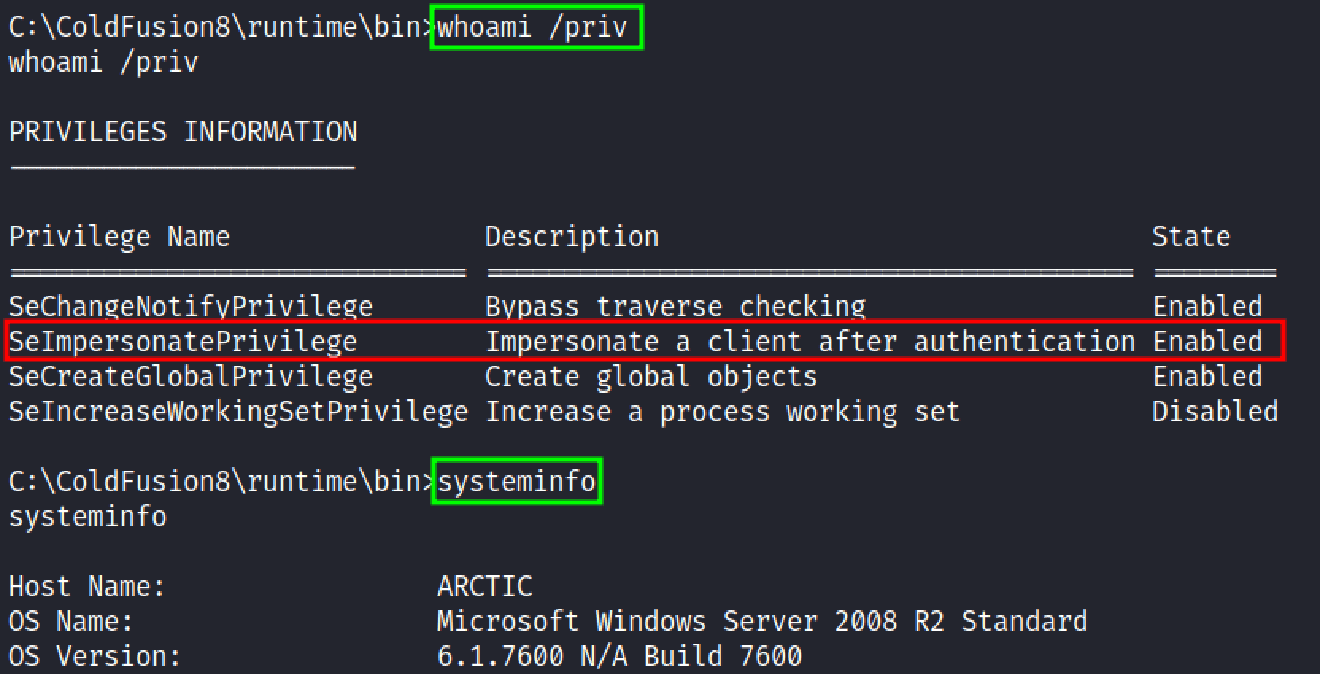 C:\ColdFusion8\runtime\bin>whoami /priv
whoami /priv
PRIVILEGES INFORMATION
Privilege Name Description State
SeChangeNotifyPrivilege Bypass traverse checking Enabled
SeImpersonatePrivilege Impersonate a client after authentication Enabled
SeCreateGlobalPrivilege Create global objects Enabled
SeIncreaseWorkingSetPrivilege Increase a process working set Disabled
C:\ColdFusion8\runtime\bin>systeminfo
systeminfo
Host Name: ARCTIC
OS Name: Microsoft Windows Server 2008 R2 Standard
OS Version: 6.1.7600 N/A Build 7600